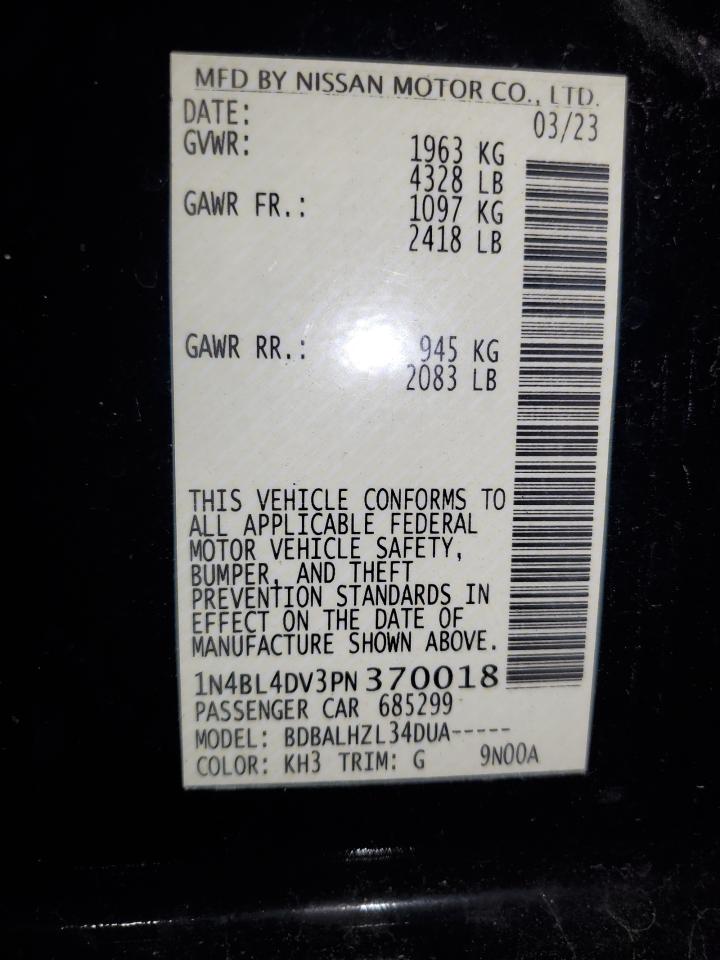 MFD BY NISSAN MOTOR CO., LTD.
DATE: 03/23
GVWR: 1963 KG
4328 LB
GAWR FR.: 1097 KG
2418 LB
GAWR RR.: 945 KG
2083 LB
THIS VEHICLE CONFORMS TO
ALL APPLICABLE FEDERAL
MOTOR VEHICLE SAFETY,
BUMPER, AND THEFT
PREVENTION STANDARDS IN
EFFECT ON THE DATE OF
MANUFACTURE SHOWN ABOVE.
1N4BL4DV3PN370018
PASSENGER CAR 685299
MODEL: BDBALHZL34DUA-----
COLOR: KH3 TRIM: G 9N00A